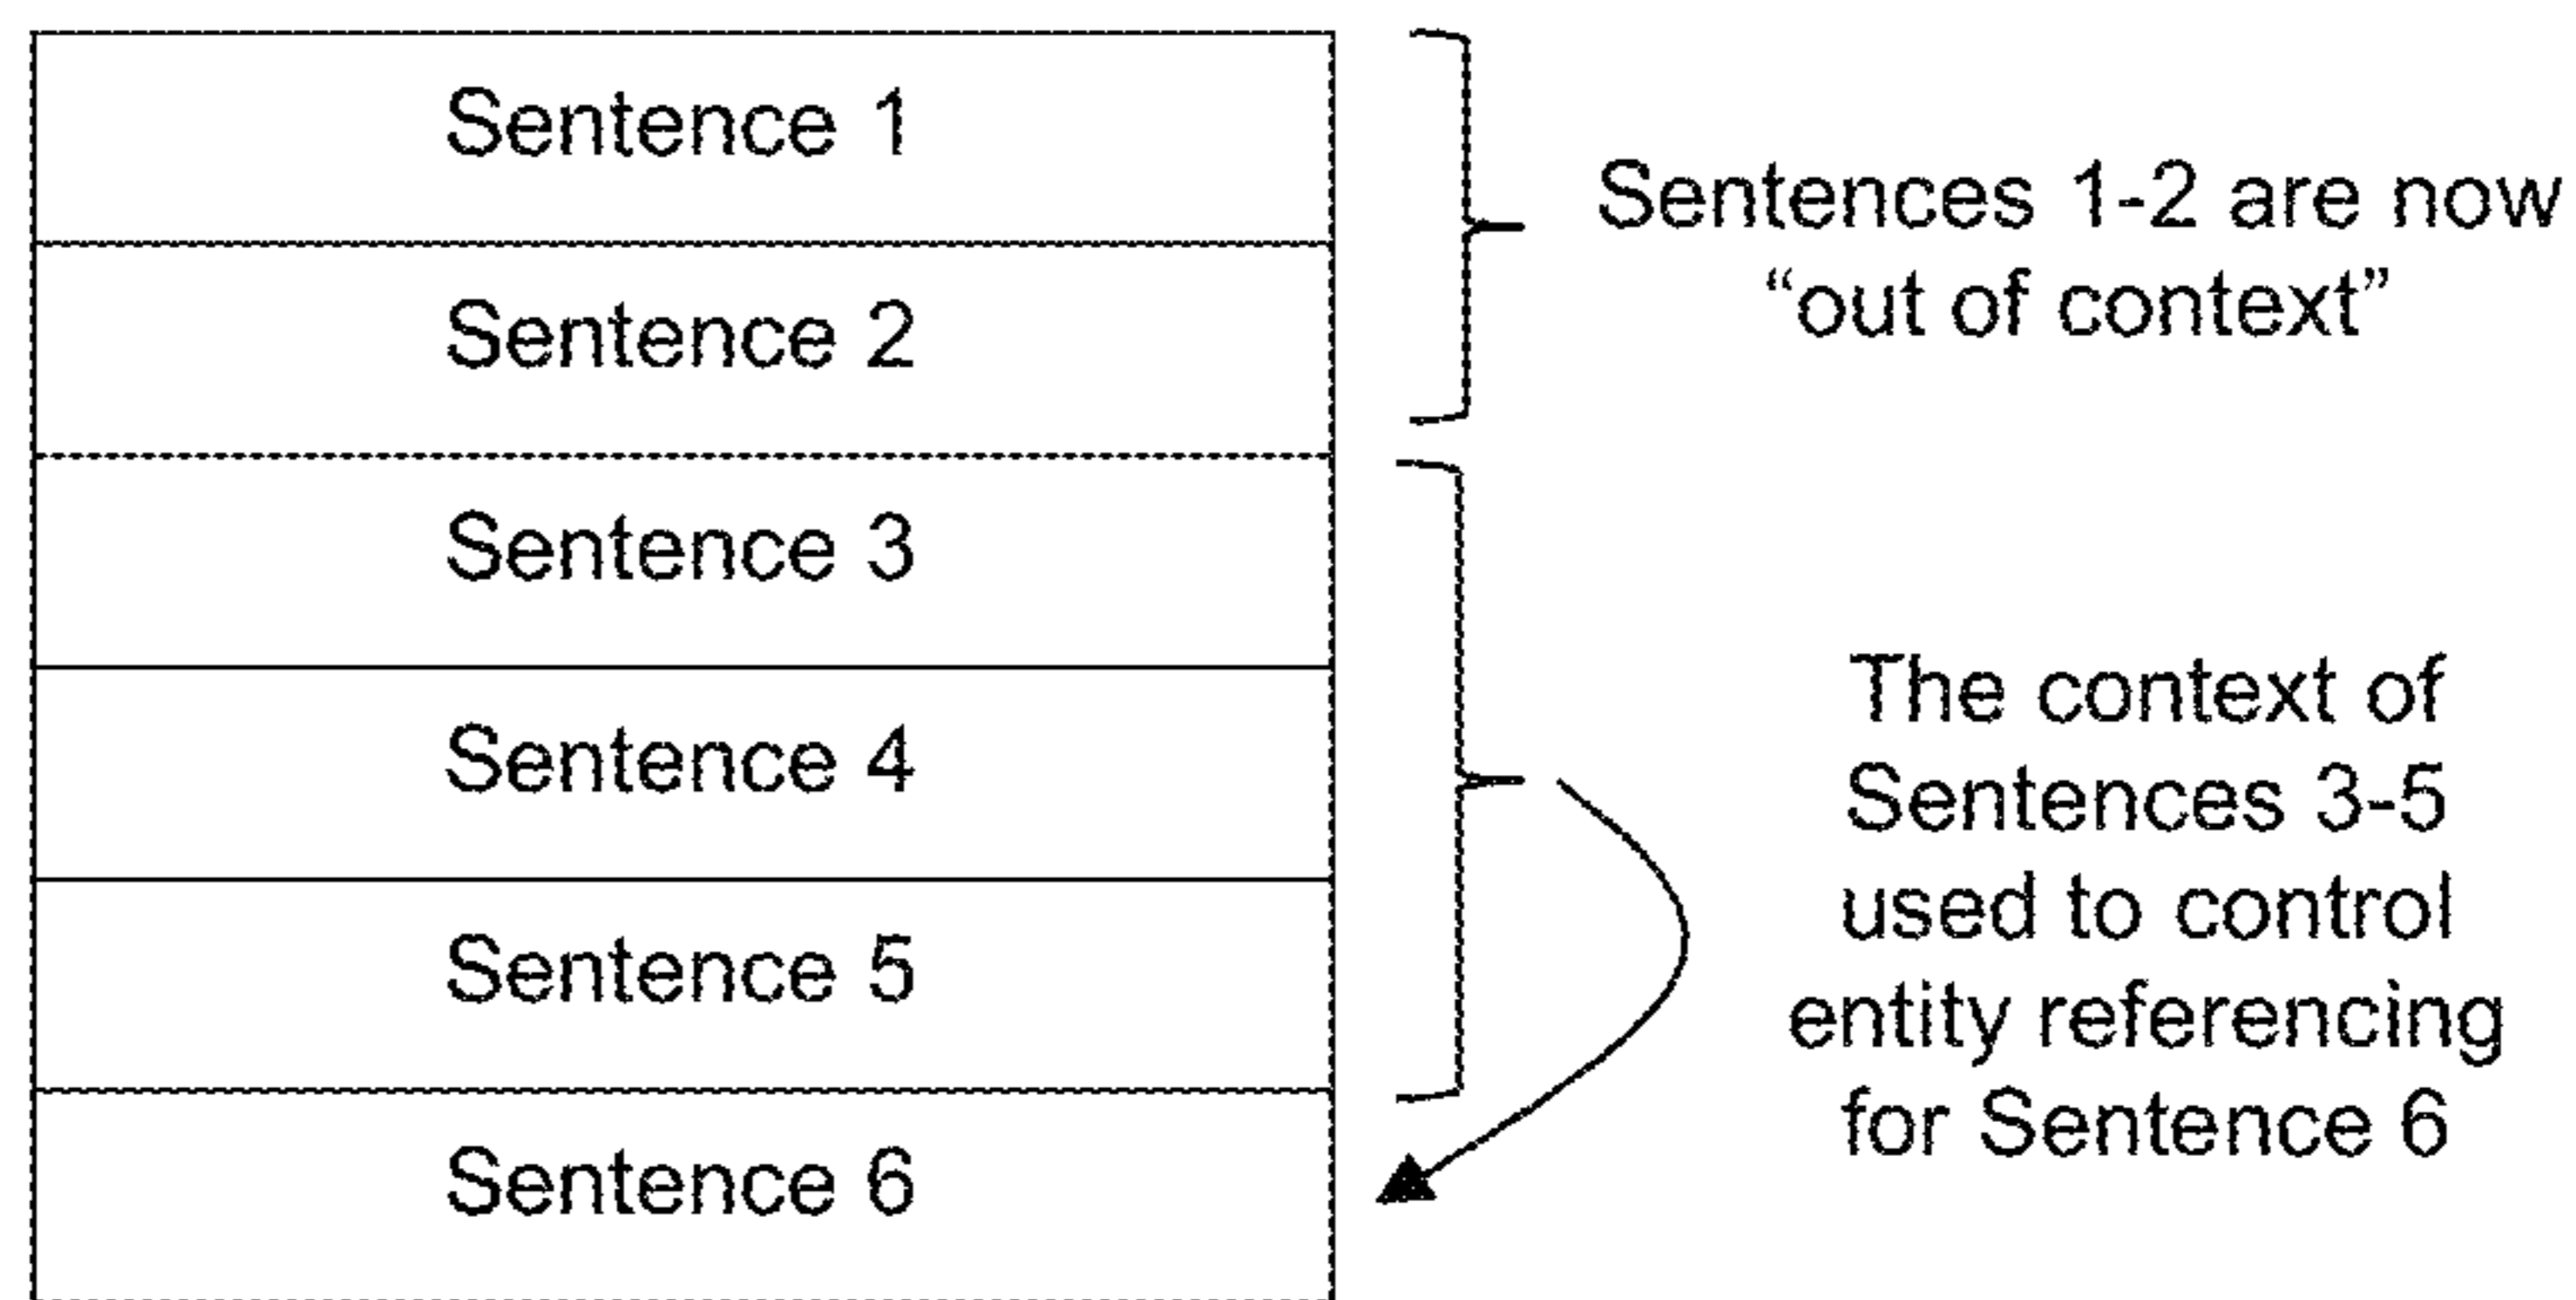 Sentence 1
Sentence 2
Sentence 3
Sentence 4
Sentence 5
Sentence 6
Sentences 1-2 are now
“out of context”
The context of
Sentences 3-5
used to control
entity referencing
for Sentence 6